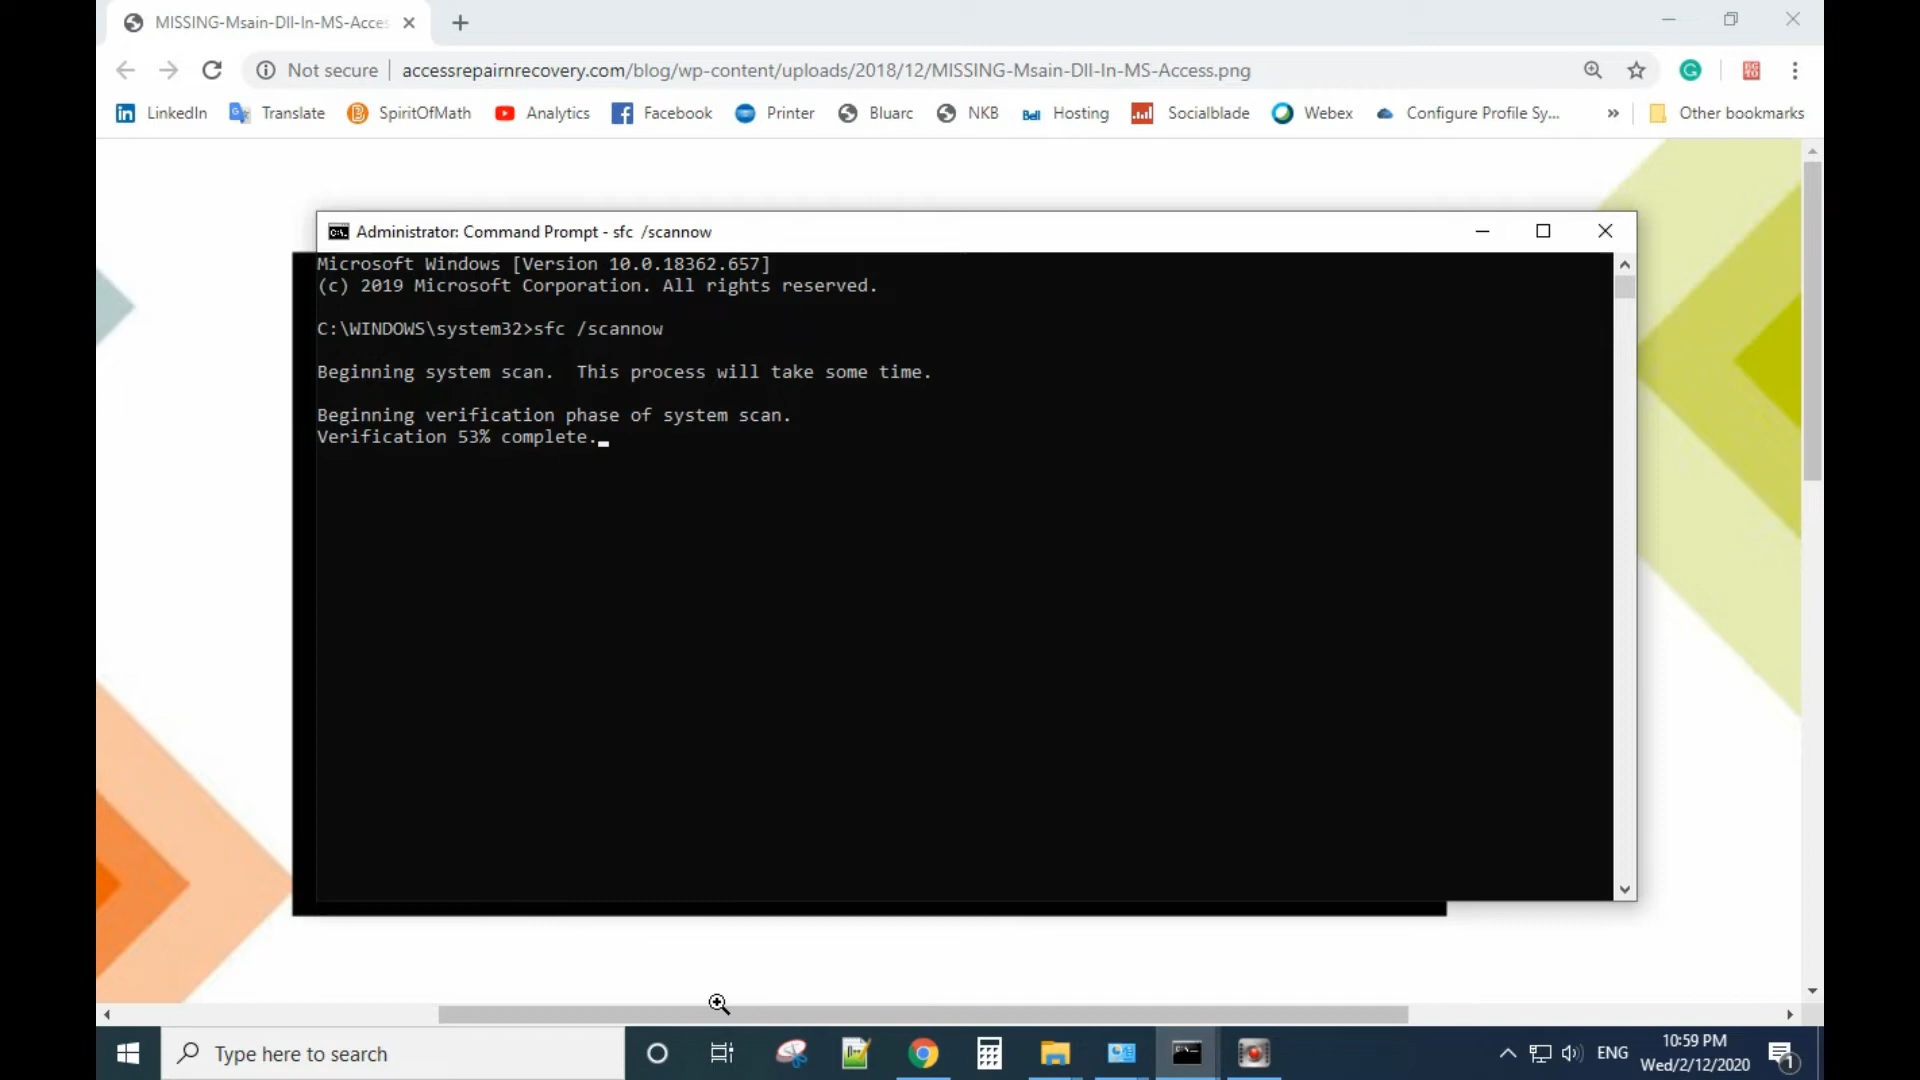 MISSING-Msain-Dll-In-MS-Acces
Not secure
accessrepairnrecovery.com/blog/wp-content/uploads/2018/12/MISSING-Msain-Dll-In-MS-Access.png
LinkedIn Translate SpiritOfMath Analytics Facebook Printer Bluarc NKB Bell Hosting Socialblade Webex Configure Profile Sy... » Other bookmarks
Administrator: Command Prompt - sfc  /scannow
Microsoft Windows [Version 10.0.18362.657]
(c) 2019 Microsoft Corporation. All rights reserved.
C:\WINDOWS\system32>sfc /scannow
Beginning system scan.  This process will take some time.
Beginning verification phase of system scan.
Verification 53% complete.
Type here to search
ENG
10:59 PM
Wed/2/12/2020
1